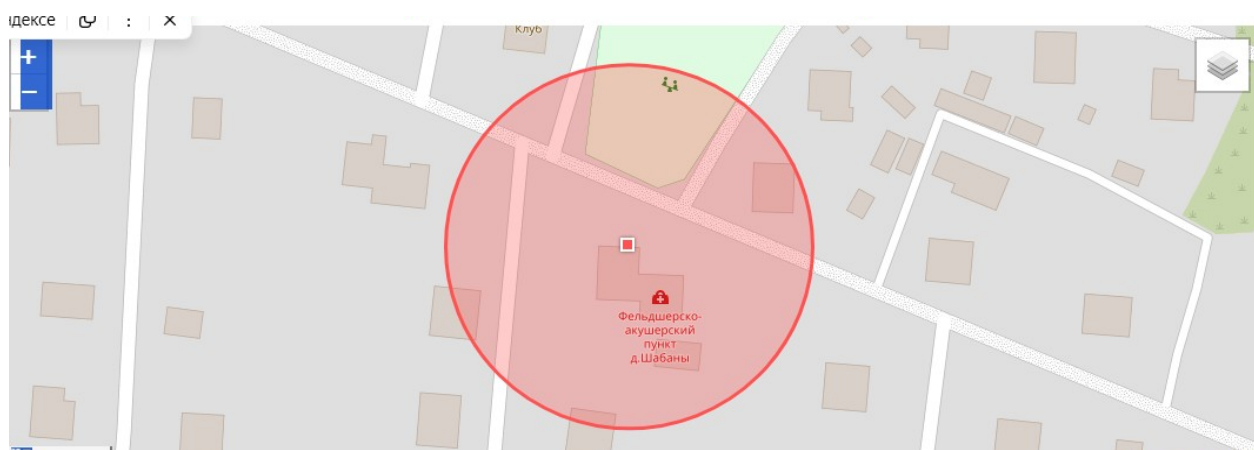 ндексе
Клуб
+
−
Фельдшерско-
акушерский
пункт
д.Шабаны